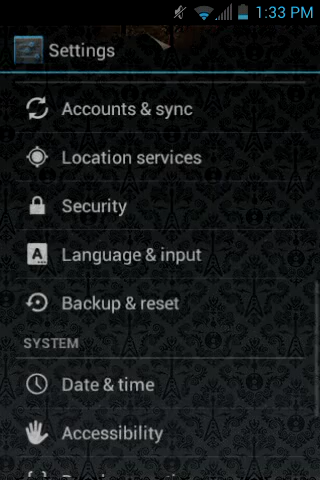 1:33 PM
Settings
Accounts & sync
Location services
Security
Language & input
Backup & reset
SYSTEM
Date & time
Accessibility